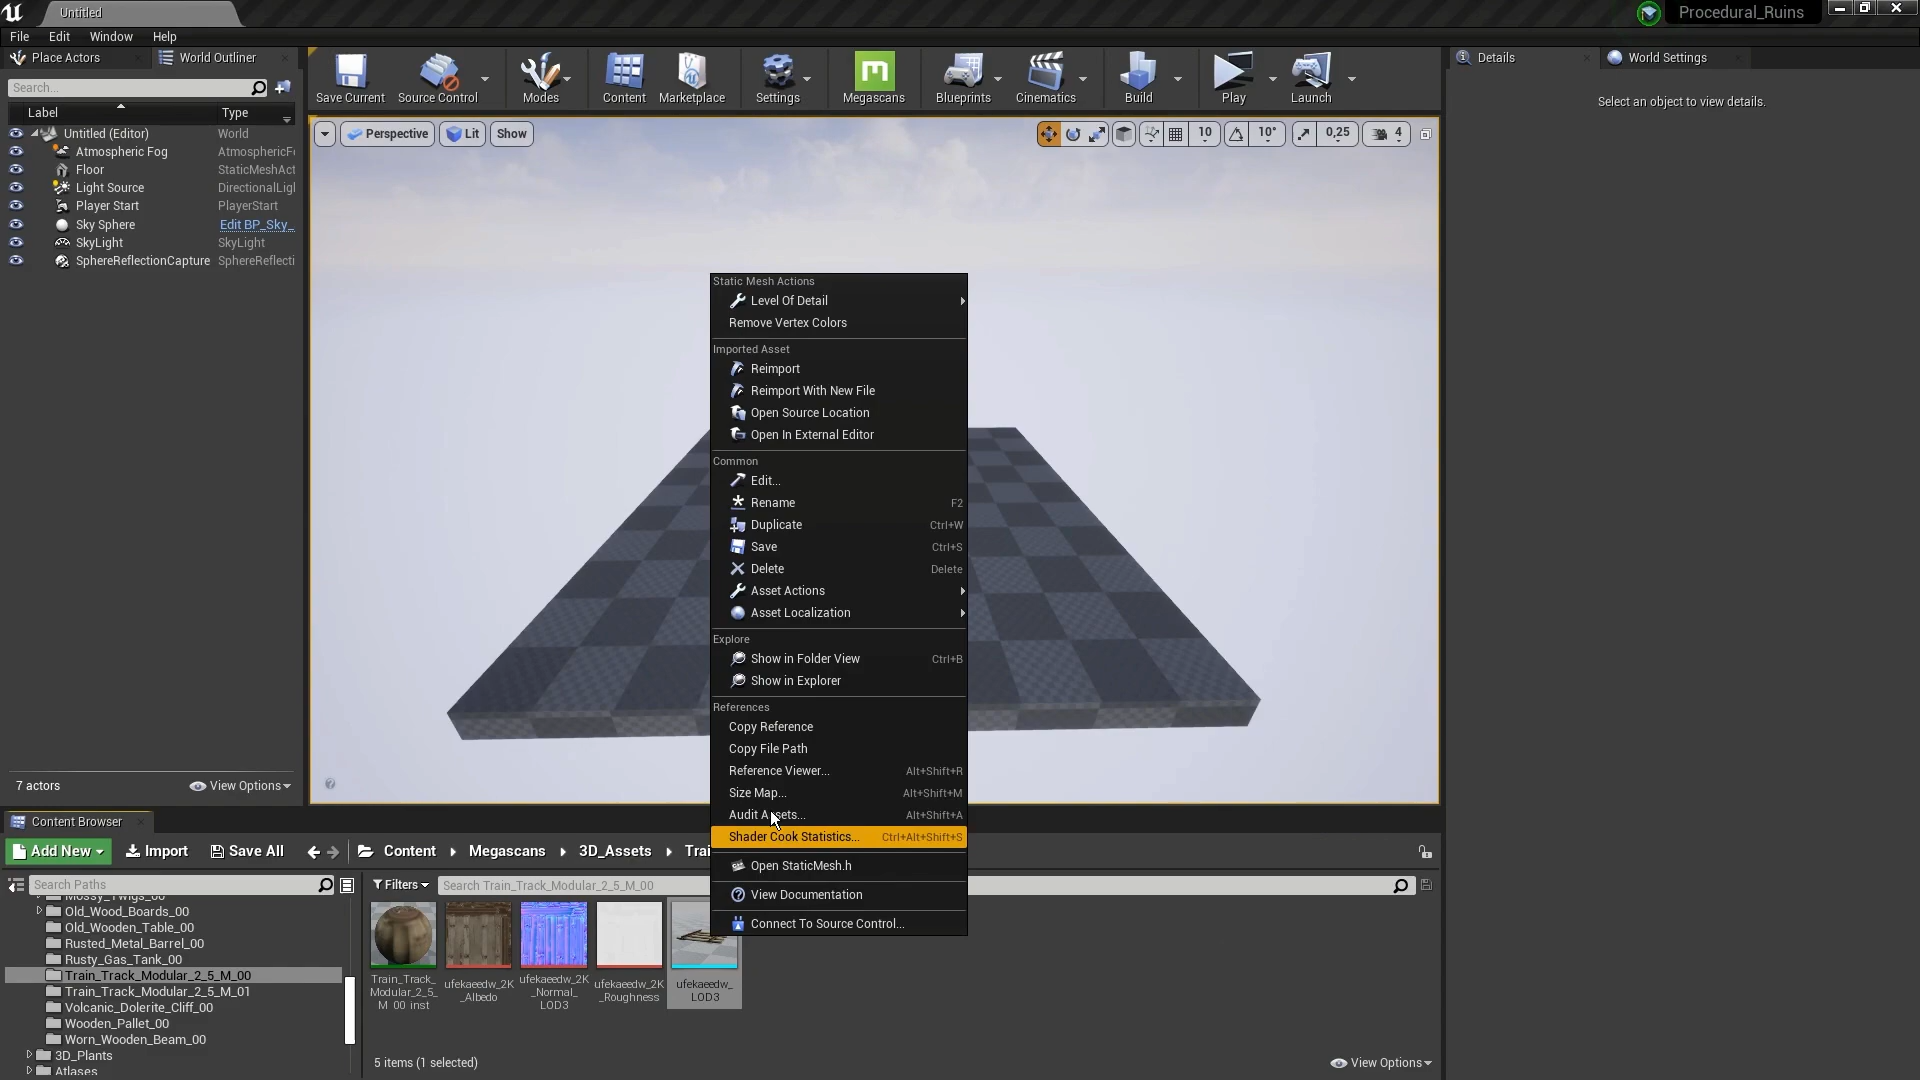 Untitled
Procedural_Ruins
File Edit Window Help
Place Actors
World Outliner
Search...
Label Type
Untitled (Editor) World
Atmospheric Fog AtmosphericF
Floor StaticMeshAct
Light Source DirectionalLigl
Player Start PlayerStart
Sky Sphere Edit BP_Sky_
SkyLight SkyLight
SphereReflectionCapture SphereReflecti
7 actors
View Options
Save Current Source Control Modes Content Marketplace Settings Megascans Blueprints Cinematics Build Play Launch
Perspective Lit Show
10 10° 0,25 4
Details
World Settings
Select an object to view details.
Static Mesh Actions
Level Of Detail
Remove Vertex Colors
Imported Asset
Reimport
Reimport With New File
Open Source Location
Open In External Editor
Common
Edit...
Rename F2
Duplicate Ctrl+W
Save Ctrl+S
Delete Delete
Asset Actions
Asset Localization
Explore
Show in Folder View Ctrl+B
Show in Explorer
References
Copy Reference
Copy File Path
Reference Viewer... Alt+Shift+R
Size Map... Alt+Shift+M
Audit Assets... Alt+Shift+A
Shader Cook Statistics... Ctrl+Alt+Shift+S
Open StaticMesh.h
View Documentation
Connect To Source Control...
Content Browser
Add New Import Save All Content Megascans 3D_Assets Trai
Search Paths
Filters
Search Train_Track_Modular_2_5_M_00
Mossy_Twigs_00
Old_Wood_Boards_00
Old_Wooden_Table_00
Rusted_Metal_Barrel_00
Rusty_Gas_Tank_00
Train_Track_Modular_2_5_M_00
Train_Track_Modular_2_5_M_01
Volcanic_Dolerite_Cliff_00
Wooden_Pallet_00
Worn_Wooden_Beam_00
3D_Plants
Atlases
Train_Track_
Modular_2_5_
M_00_inst
ufekaeedw_2K
_Albedo
ufekaeedw_2K
_Normal_
LOD3
ufekaeedw_2K
_Roughness
ufekaeedw_
LOD3
5 items (1 selected)
View Options